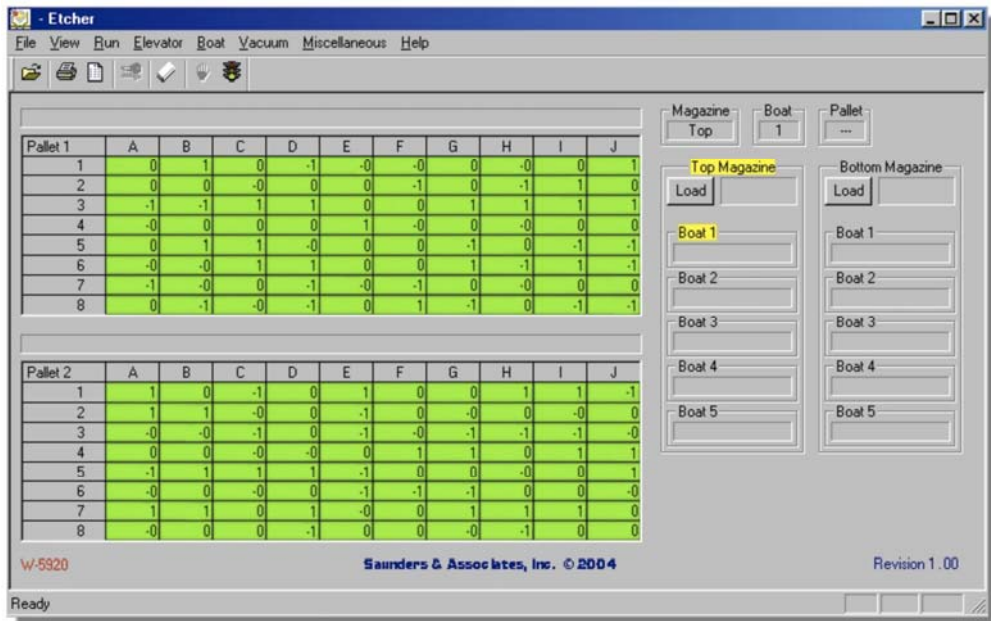 - Etcher
File View Run Elevator Boat Vacuum Miscellaneous Help
Magazine Boat Pallet
Top 1 ---
Pallet 1 A B C D E F G H I J
1 0 1 0 -1 -0 -0 0 -0 0 1
2 0 0 -0 0 0 -1 0 -1 1 0
3 -1 -1 1 1 0 0 1 1 1 1
4 -0 0 0 0 1 -0 0 -0 0 0
5 0 1 1 -0 0 0 -1 0 -1 -1
6 -0 -0 1 1 0 0 1 -1 1 -1
7 -1 -0 0 -1 -0 -1 0 -0 0 0
8 0 -1 -0 -1 0 1 -1 0 -1 0
Pallet 2 A B C D E F G H I J
1 1 0 -1 0 1 0 0 1 1 -1
2 1 1 -0 0 -1 0 -0 0 -0 0
3 -0 -0 -1 0 -1 -0 -1 -1 -1 -0
4 0 0 -0 -0 0 1 1 0 1 1
5 -1 1 1 1 -1 0 0 -0 0 1
6 -0 0 -0 0 -1 -1 -1 0 0 -0
7 1 1 0 1 -0 0 1 1 1 0
8 -0 0 0 -1 0 0 -0 -1 0 0
Top Magazine
Load
Boat 1
Boat 2
Boat 3
Boat 4
Boat 5
Bottom Magazine
Load
Boat 1
Boat 2
Boat 3
Boat 4
Boat 5
W-5920 Saunders & Associates, Inc. © 2004 Revision 1.00
Ready